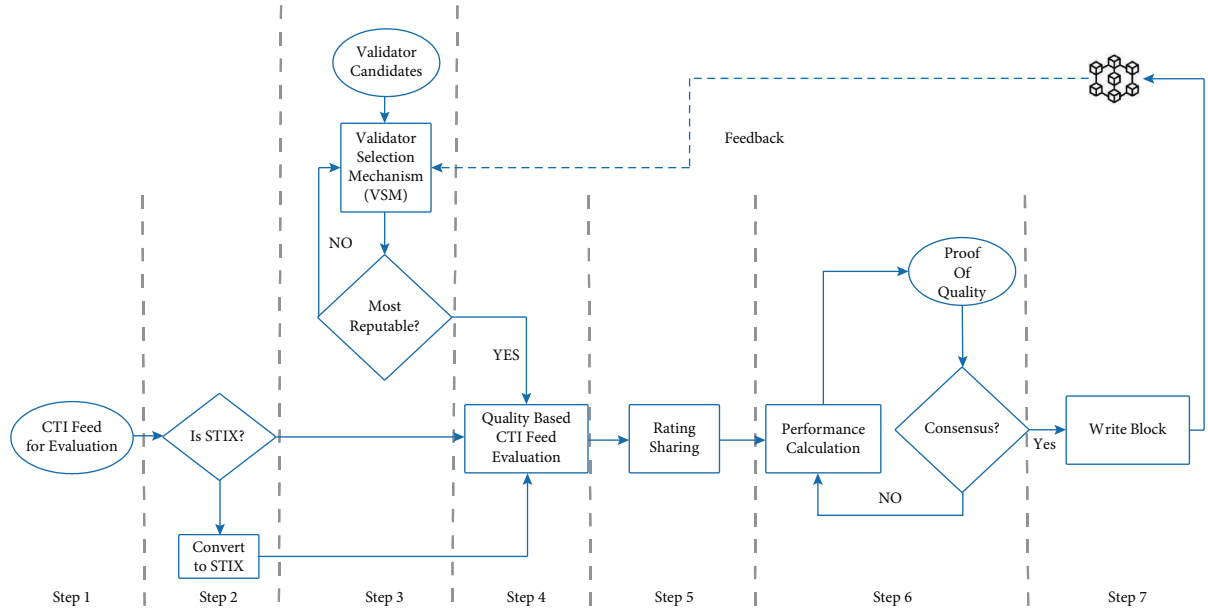 Validator
Candidates
Validator
Selection
Mechanism
(VSM)
Feedback
NO
Most
Reputable?
YES
Proof
Of
Quality
CTI Feed
for Evaluation
Is STIX?
Convert
to STIX
Quality Based
CTI Feed
Evaluation
Rating
Sharing
Performance
Calculation
Consensus?
NO
Yes
Write Block
Step 1
Step 2
Step 3
Step 4
Step 5
Step 6
Step 7